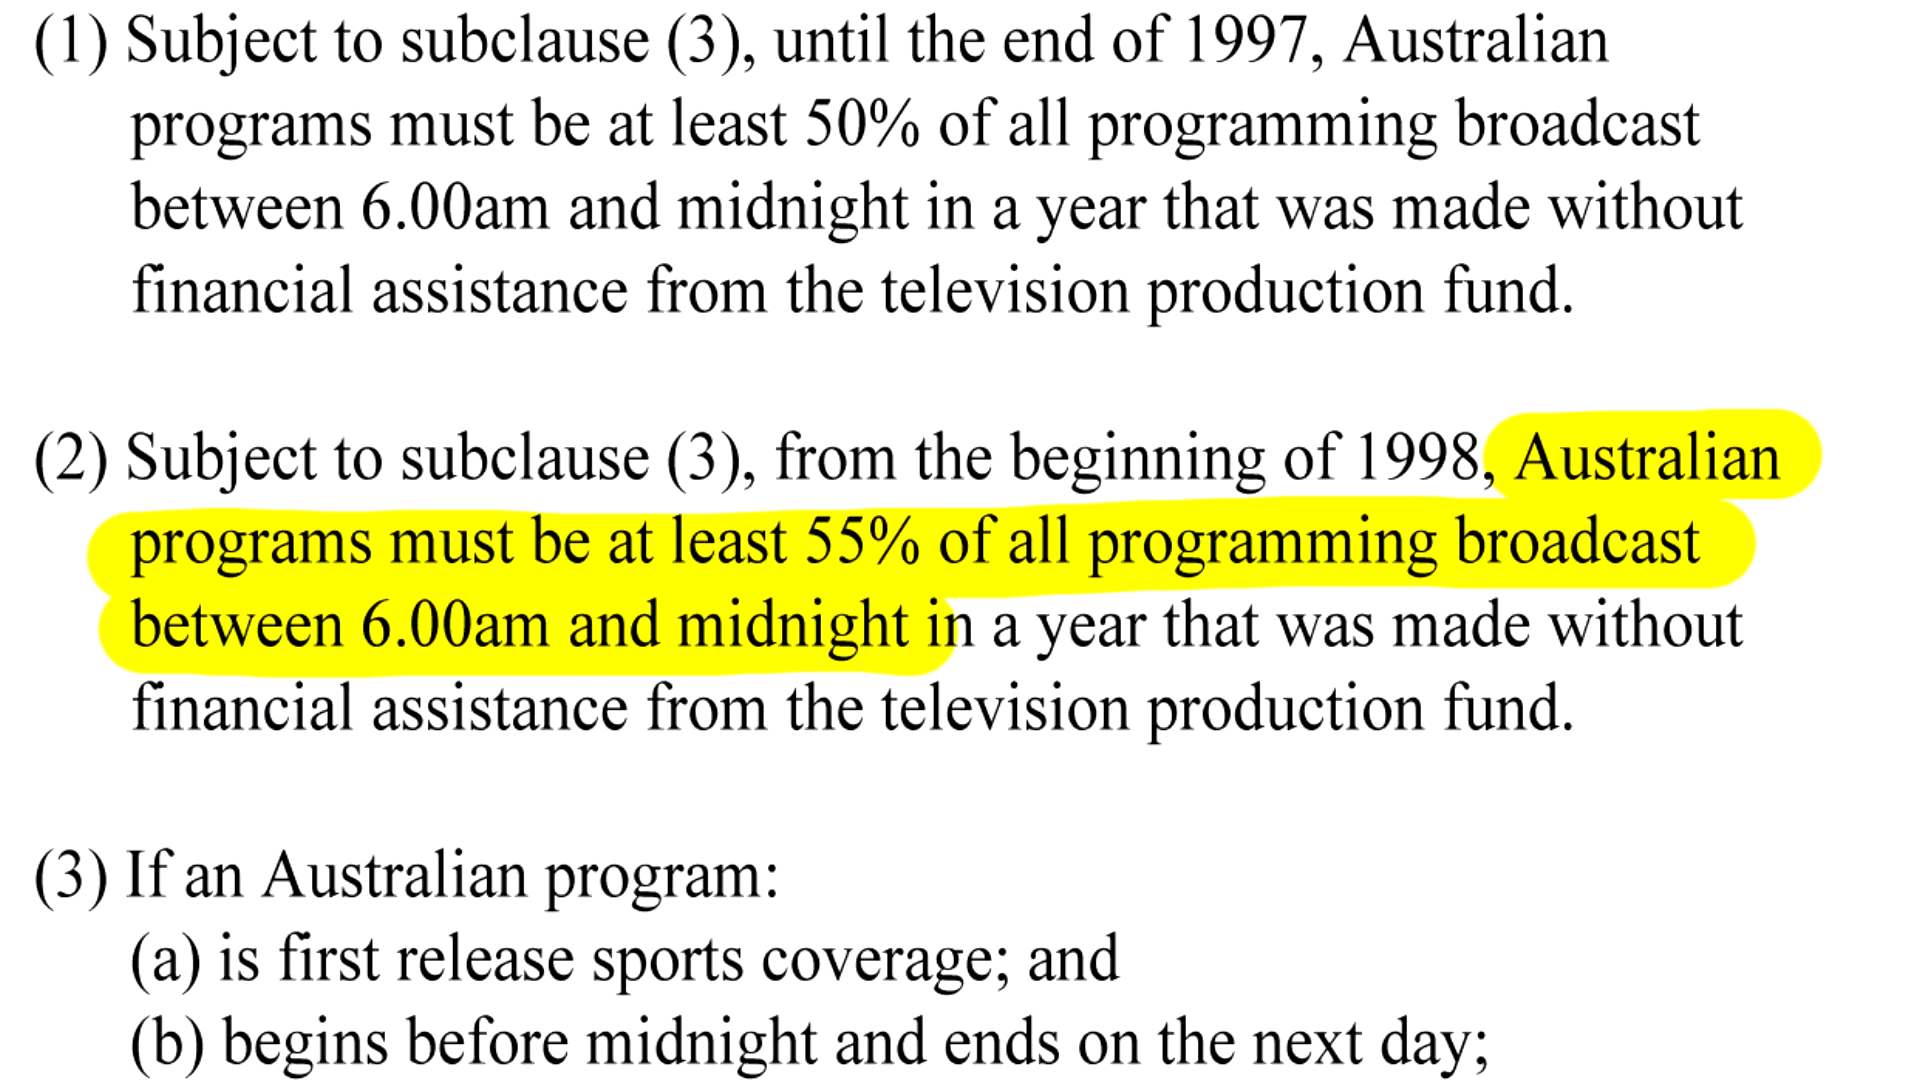 (1) Subject to subclause (3), until the end of 1997, Australian
programs must be at least 50% of all programming broadcast
between 6.00am and midnight in a year that was made without
financial assistance from the television production fund.
(2) Subject to subclause (3), from the beginning of 1998, Australian
programs must be at least 55% of all programming broadcast
between 6.00am and midnight in a year that was made without
financial assistance from the television production fund.
(3) If an Australian program:
(a) is first release sports coverage; and
(b) begins before midnight and ends on the next day;